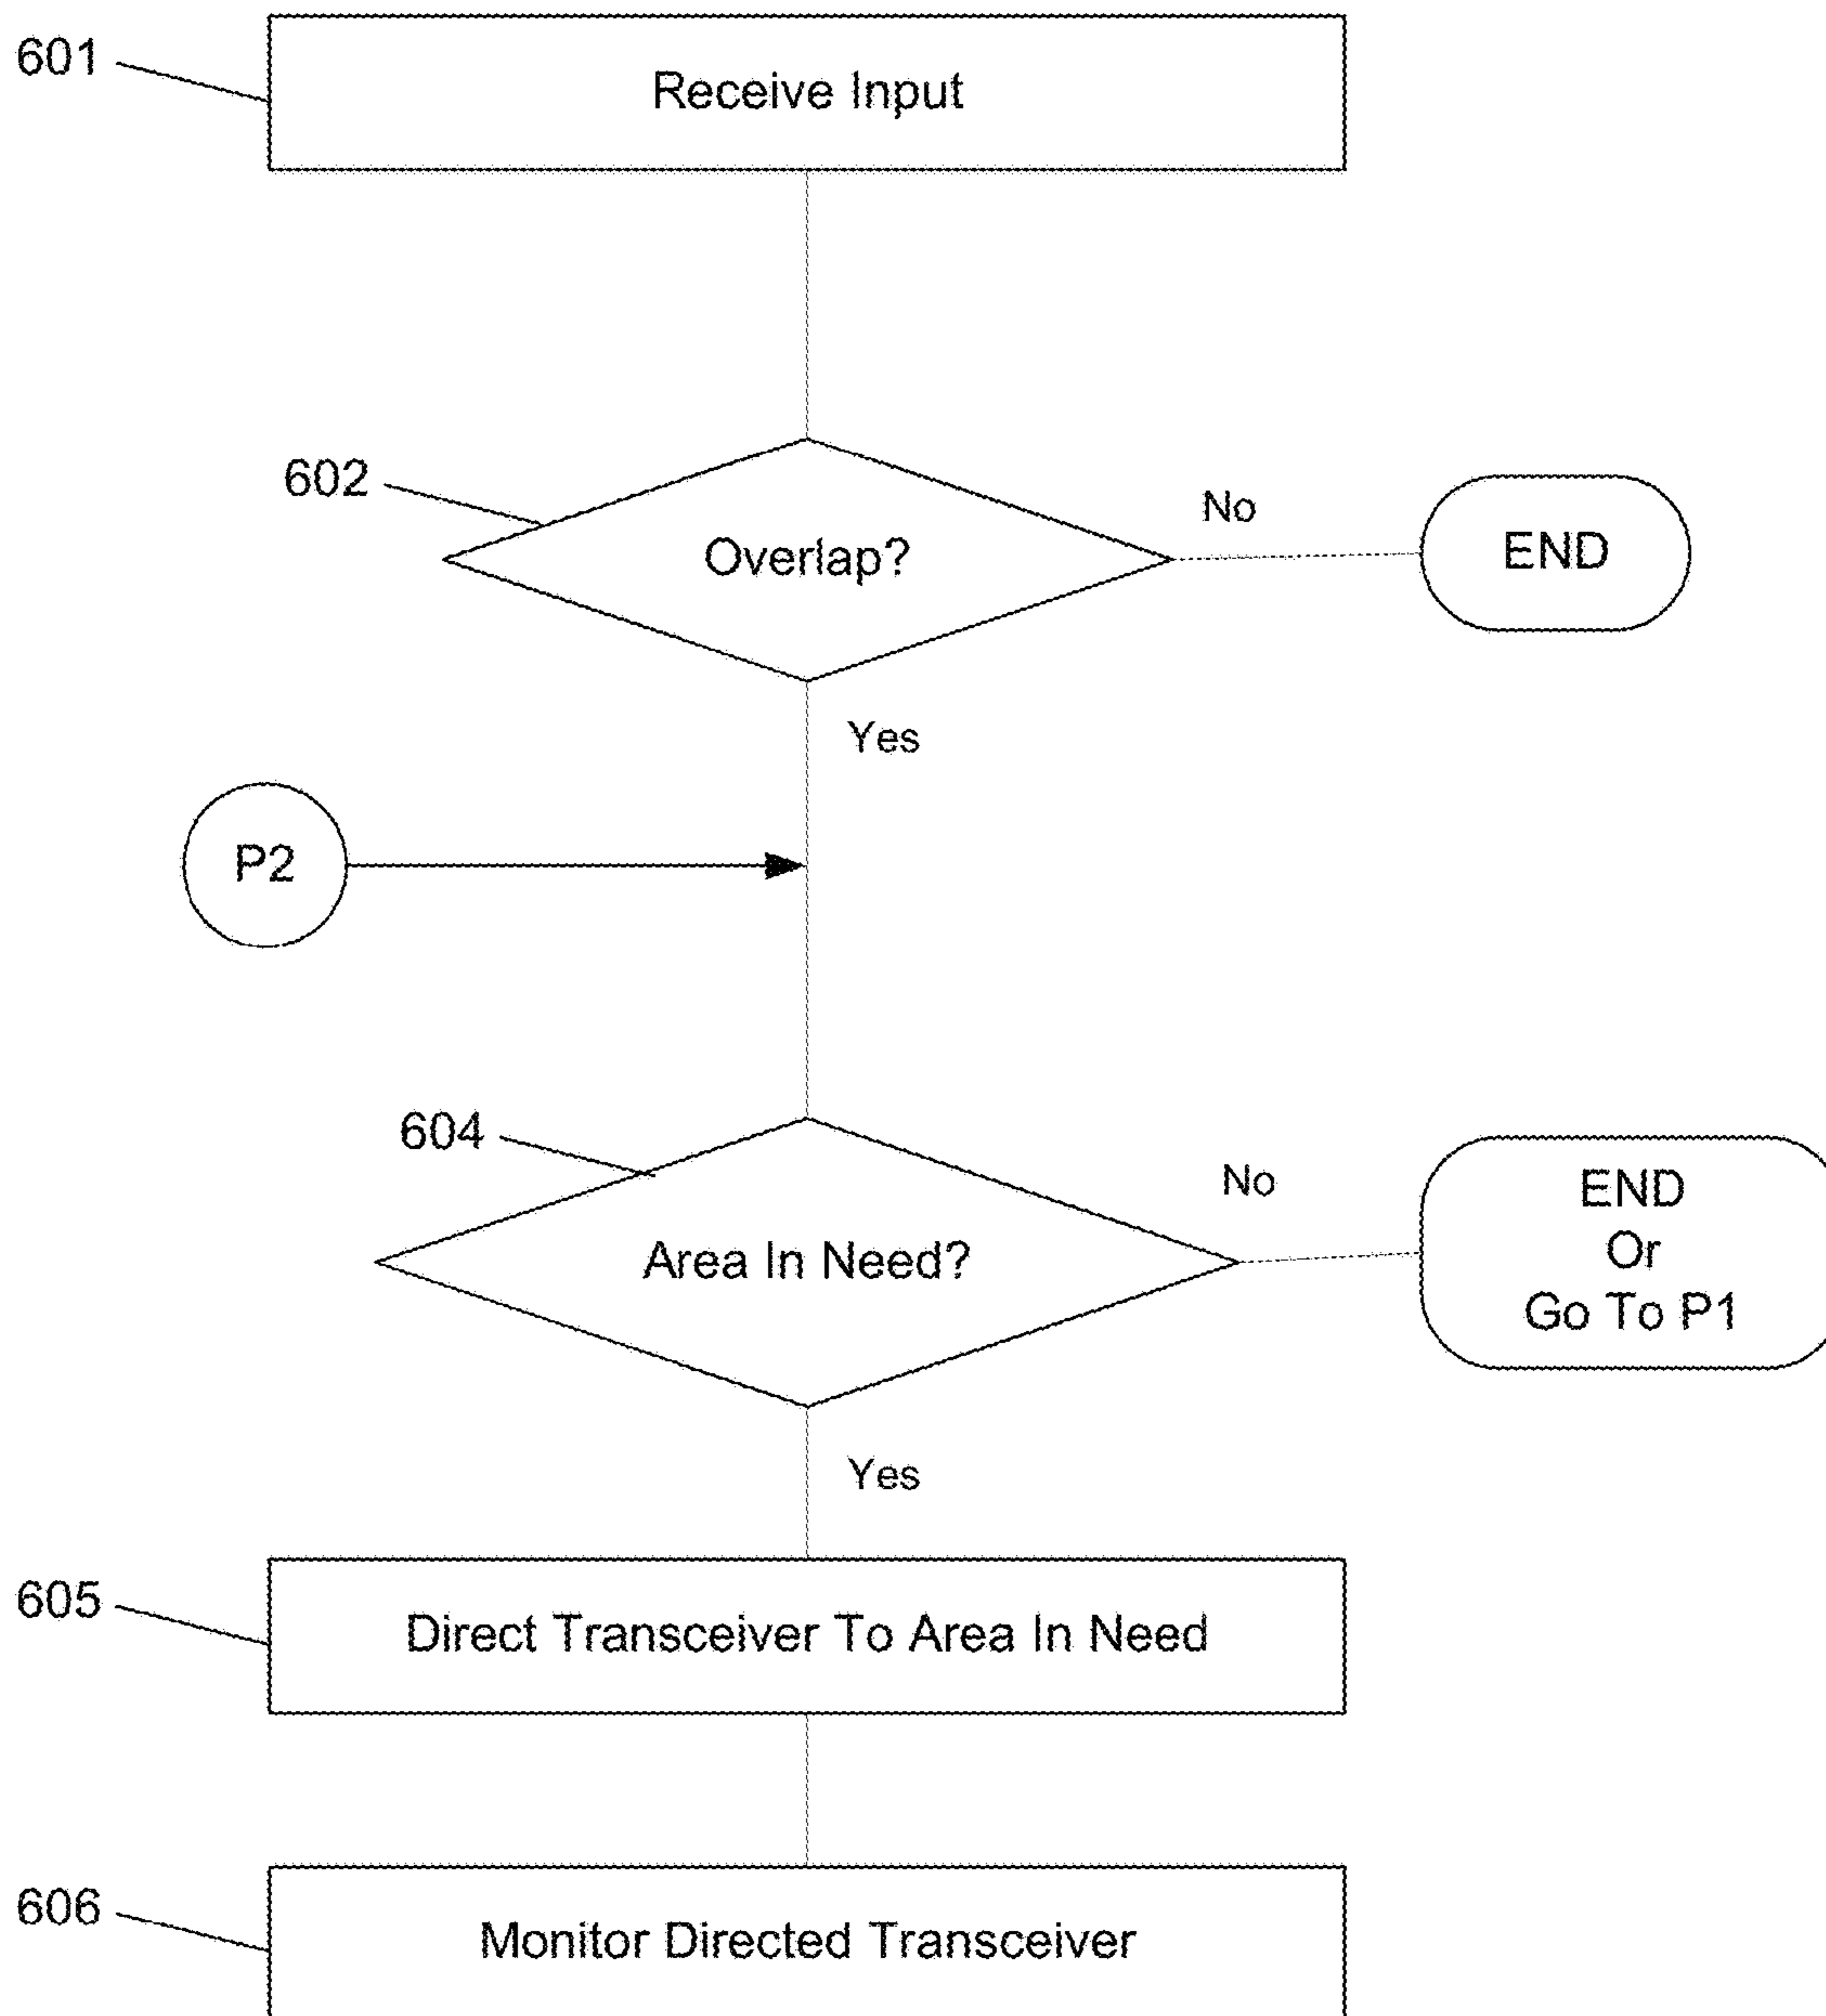 601
Receive Input
602
Overlap?
No
END
Yes
P2
604
Area In Need?
No
END
Or
Go To P1
Yes
605
Direct Transceiver To Area In Need
606
Monitor Directed Transceiver